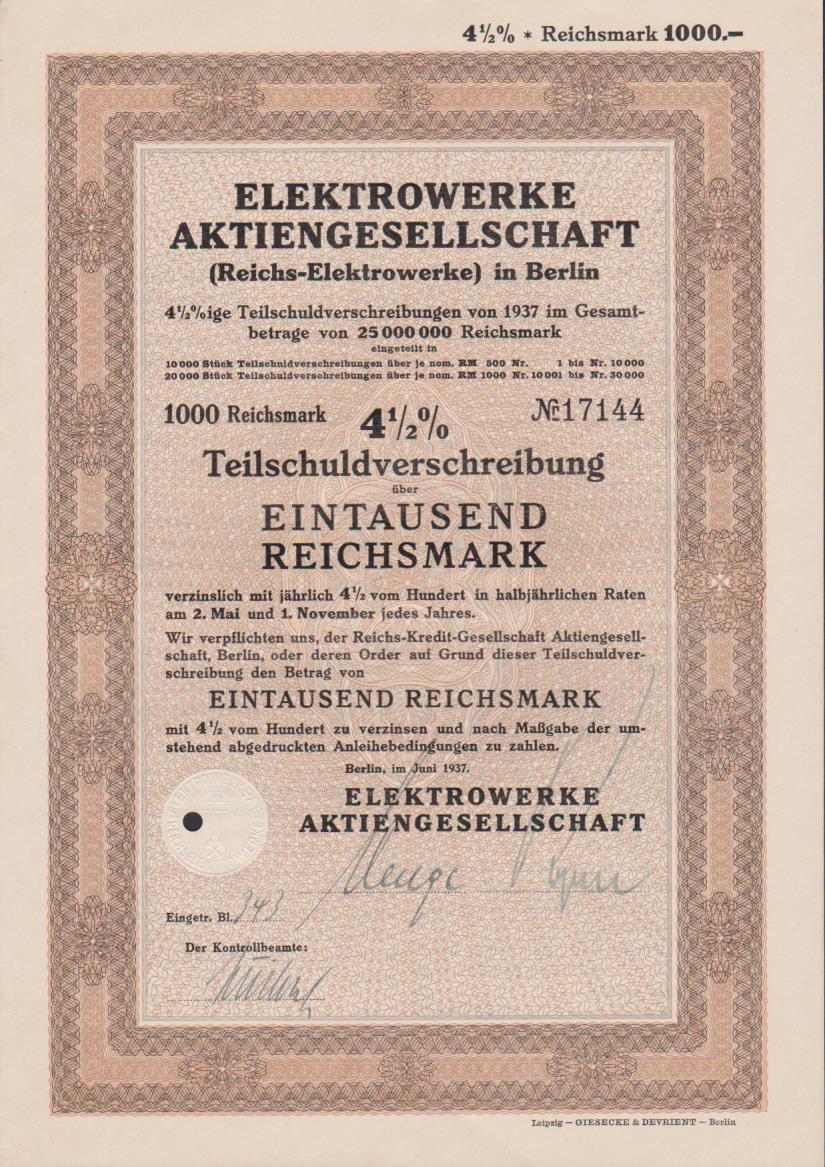 4½% * Reichsmark 1000.–
ELEKTROWERKE
AKTIENGESELLSCHAFT
(Reichs-Elektrowerke) in Berlin
4½%ige Teilschuldverschreibungen von 1937 im Gesamt-
betrage von 25 000 000 Reichsmark
eingeteilt in
10 000 Stück Teilschuldverschreibungen über je nom. RM 500 Nr. 1 bis Nr. 10 000
20 000 Stück Teilschuldverschreibungen über je nom. RM 1000 Nr. 10 001 bis Nr. 30 000
1000 Reichsmark 4½% Nr. 17144
Teilschuldverschreibung
über
EINTAUSEND
REICHSMARK
verzinslich mit jährlich 4½ vom Hundert in halbjährlichen Raten
am 2. Mai und 1. November jedes Jahres.
Wir verpflichten uns, der Reichs-Kredit-Gesellschaft Aktiengesell-
schaft, Berlin, oder deren Order auf Grund dieser Teilschuldver-
schreibung den Betrag von
EINTAUSEND REICHSMARK
mit 4½ vom Hundert zu verzinsen und nach Maßgabe der um-
stehend abgedruckten Anleihebedingungen zu zahlen.
Berlin, im Juni 1937.
ELEKTROWERKE
AKTIENGESELLSCHAFT
Eingetr. Bl. 343
Der Kontrollbeamte:
Leipzig – GIESECKE & DEVRIENT – Berlin